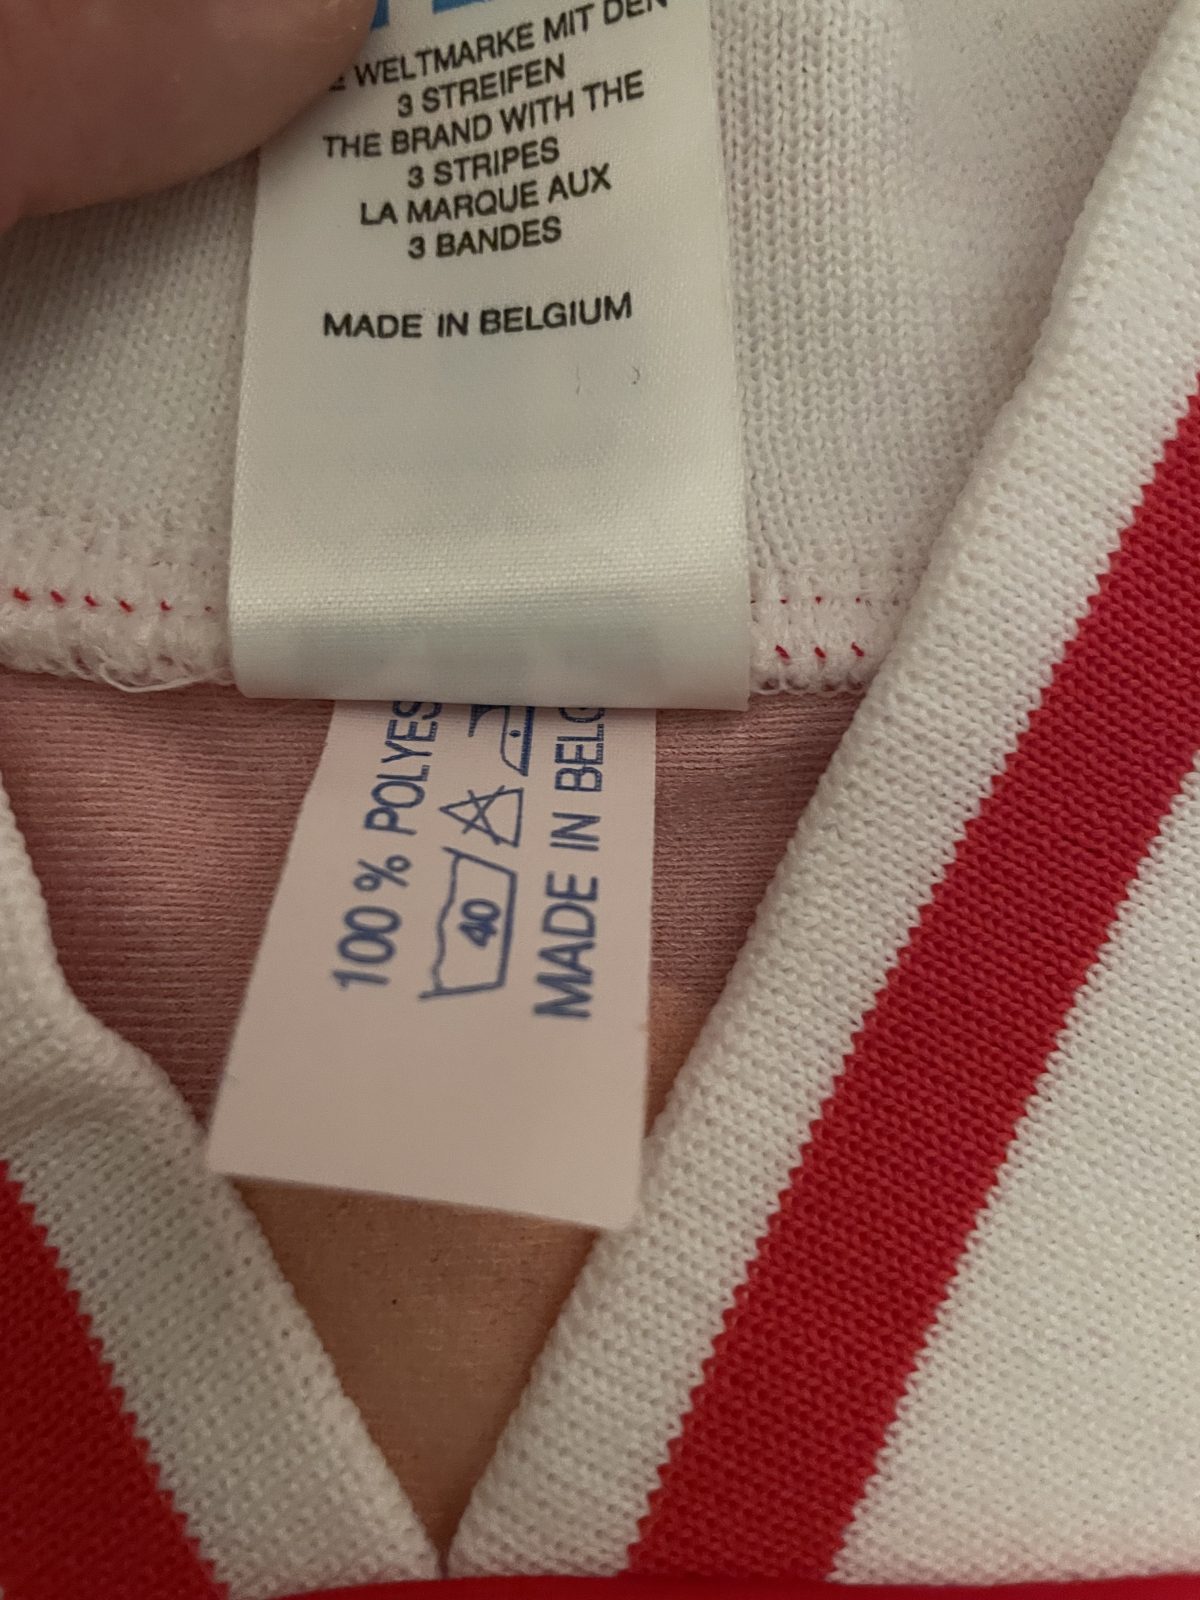 WELTMARKE MIT DEN
3 STREIFEN
THE BRAND WITH THE
3 STRIPES
LA MARQUE AUX
3 BANDES
MADE IN BELGIUM
100 % POLYES
40
MADE IN BELG